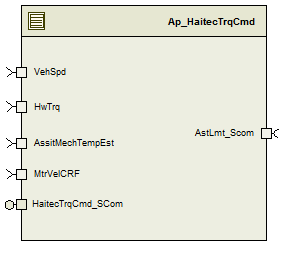 Ap_HaitecTrqCmd
VehSpd
HwTrq
AstLmt_Scom
AssitMechTempEst
MtrVelCRF
HaitecTrqCmd_SCom